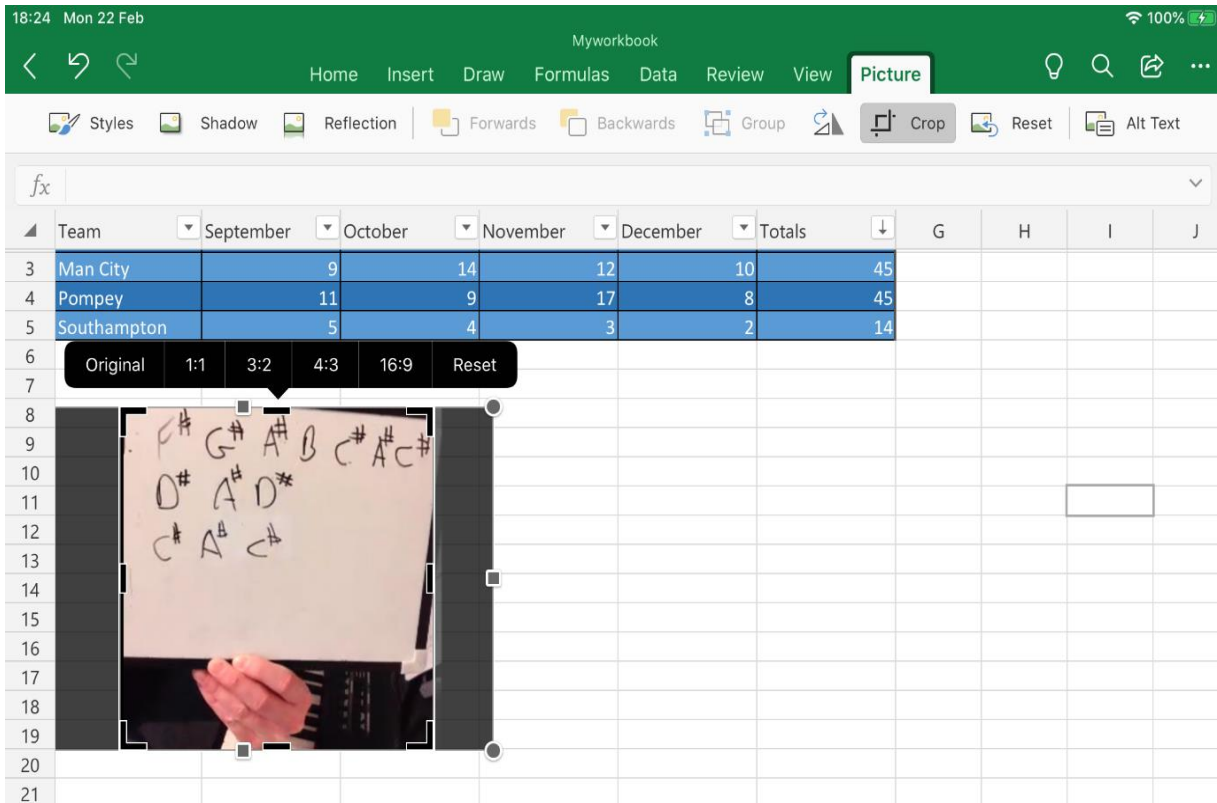 18:24 Mon 22 Feb 100%
Myworkbook
Home Insert Draw Formulas Data Review View Picture
Styles Shadow Reflection Forwards Backwards Group Crop Reset Alt Text
fx
Team September October November December Totals G H I J
3 Man City 9 14 12 10 45
4 Pompey 11 9 17 8 45
5 Southampton 5 4 3 2 14
6
Original 1:1 3:2 4:3 16:9 Reset
7
8
F# G# A# B C# A# C#
9
10
D# A# D#
11
12
C# A# C#
13
14
15
16
17
18
19
20
21